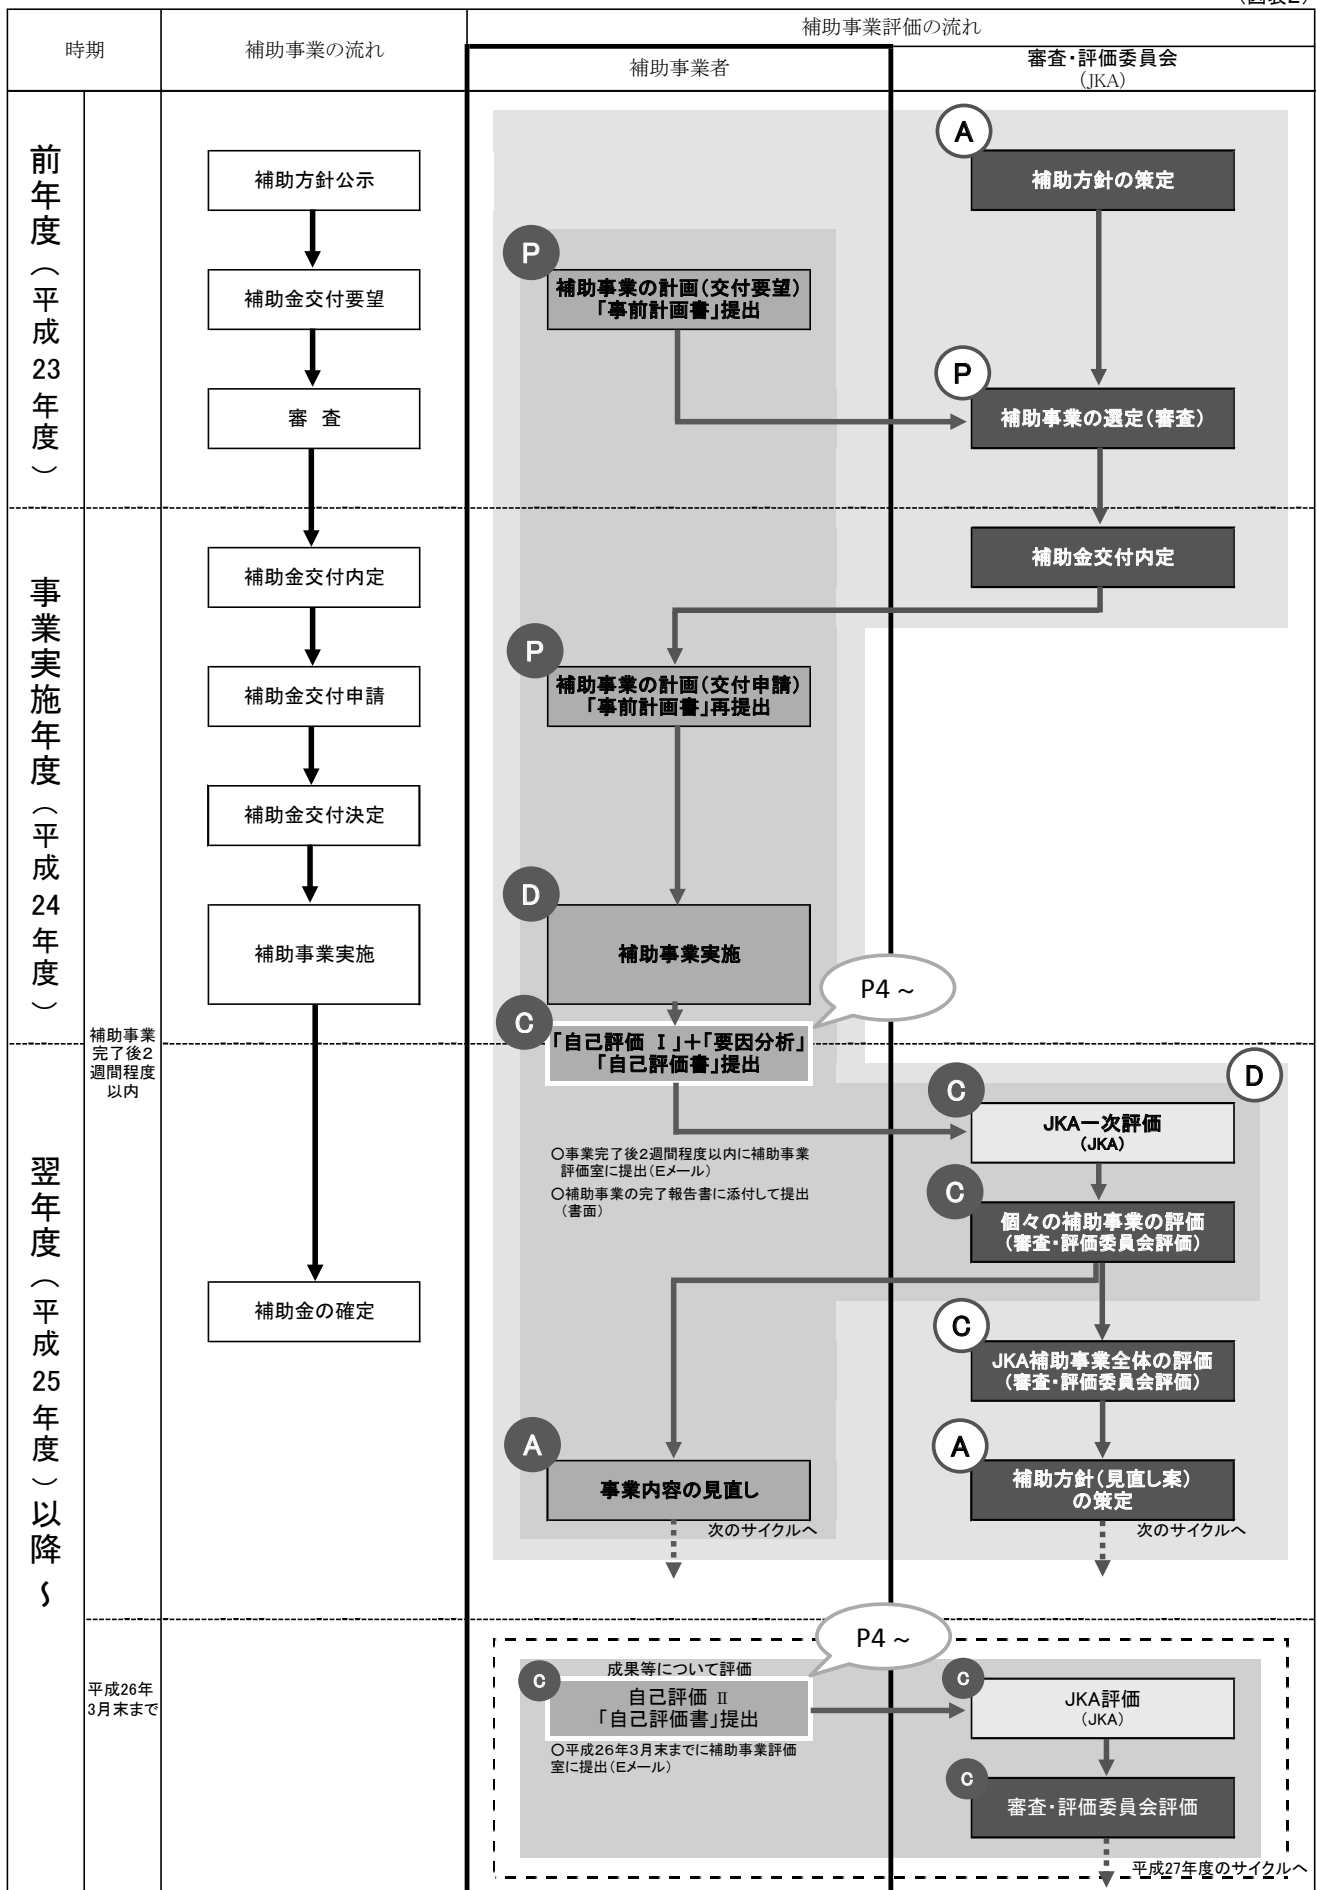 時期
補助事業の流れ
補助事業評価の流れ
補助事業者
審査・評価委員会
（JKA）
前年度（平成23年度）
補助方針公示
補助金交付要望
審　査
A
補助方針の策定
P
補助事業の計画（交付要望）
「事前計画書」提出
P
補助事業の選定（審査）
事業実施年度（平成24年度）
補助金交付内定
補助金交付申請
補助金交付決定
補助事業実施
補助金交付内定
P
補助事業の計画（交付申請）
「事前計画書」再提出
D
補助事業実施
P4 ～
C
「自己評価 Ⅰ」＋「要因分析」
「自己評価書」提出
補助事業
完了後2
週間程度
以内
翌年度（平成25年度）以降～
○事業完了後2週間程度以内に補助事業
評価室に提出（Eメール）
○補助事業の完了報告書に添付して提出
（書面）
D
C
JKA一次評価
（JKA）
C
個々の補助事業の評価
（審査・評価委員会評価）
補助金の確定
C
JKA補助事業全体の評価
（審査・評価委員会評価）
A
事業内容の見直し
次のサイクルへ
A
補助方針（見直し案）
の策定
次のサイクルへ
平成26年
3月末まで
P4 ～
成果等について評価
C
自己評価 Ⅱ
「自己評価書」提出
○平成26年3月末までに補助事業評価
室に提出（Eメール）
C
JKA評価
（JKA）
C
審査・評価委員会評価
平成27年度のサイクルへ